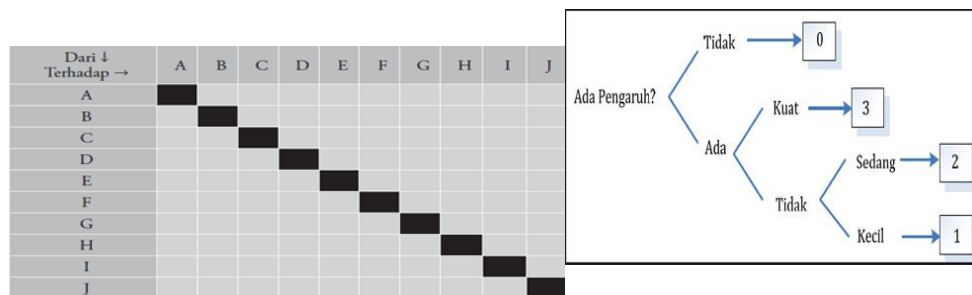 Dari ↓
Terhadap → A B C D E F G H I J
A
B
C
D
E
F
G
H
I
J
Tidak 0
Ada Pengaruh?
Kuat 3
Ada
Sedang 2
Tidak
Kecil 1